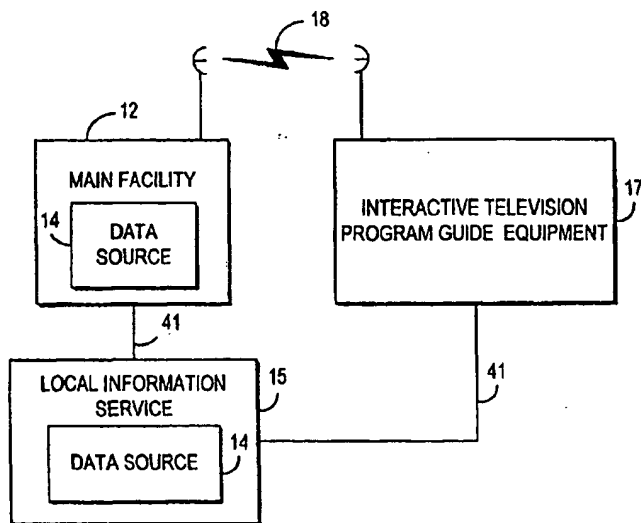 18
12
MAIN FACILITY
14
DATA
SOURCE
INTERACTIVE TELEVISION
PROGRAM GUIDE EQUIPMENT
17
41
LOCAL INFORMATION
SERVICE
15
41
DATA SOURCE
14